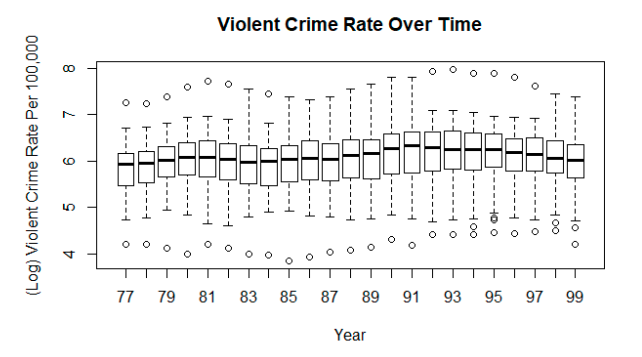 Violent Crime Rate Over Time
(Log) Violent Crime Rate Per 100,000
8
7
6
5
4
77 79 81 83 85 87 89 91 93 95 97 99
Year